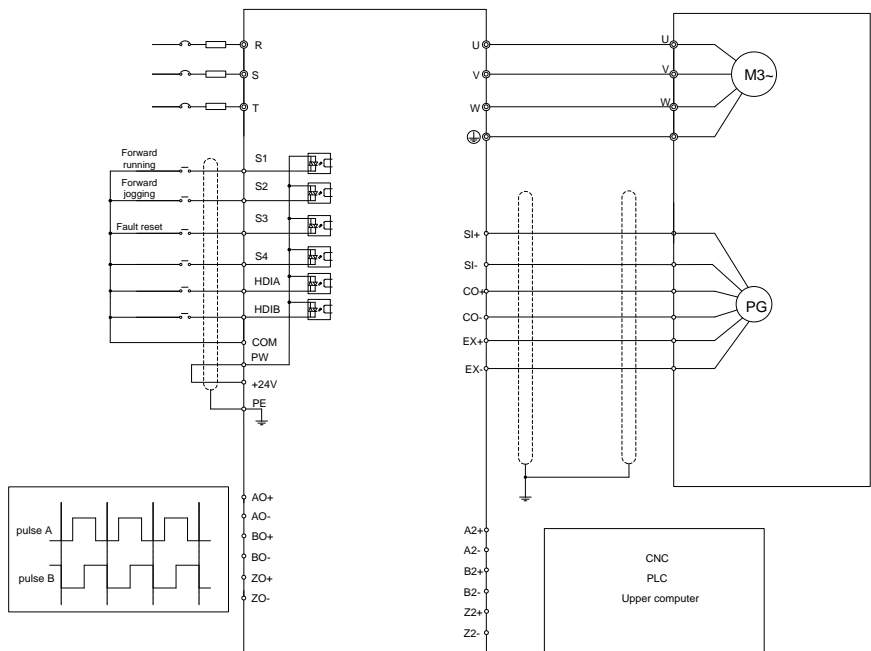 R
S
T
U
V
W
U
V
W
M3~
Forward
running
S1
Forward
jogging
S2
Fault reset
S3
S4
HDIA
HDIB
COM
PW
+24V
PE
SI+
SI-
CO+
CO-
EX+
EX-
PG
pulse A
pulse B
AO+
AO-
BO+
BO-
ZO+
ZO-
A2+
A2-
B2+
B2-
Z2+
Z2-
CNC
PLC
Upper computer